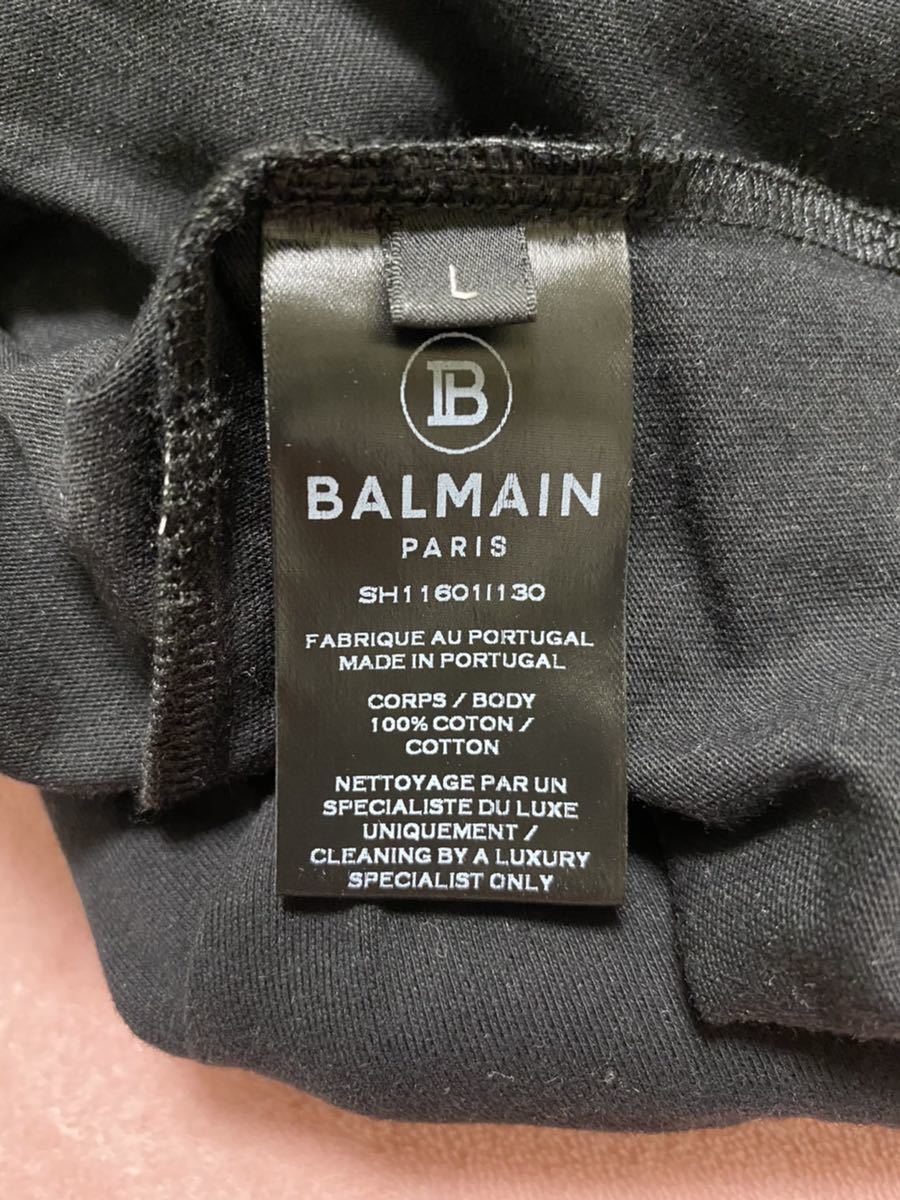 L
B
BALMAIN
PARIS
SH11601I130
FABRIQUE AU PORTUGAL
MADE IN PORTUGAL
CORPS / BODY
100% COTON /
COTTON
NETTOYAGE PAR UN
SPECIALISTE DU LUXE
UNIQUEMENT /
CLEANING BY A LUXURY
SPECIALIST ONLY